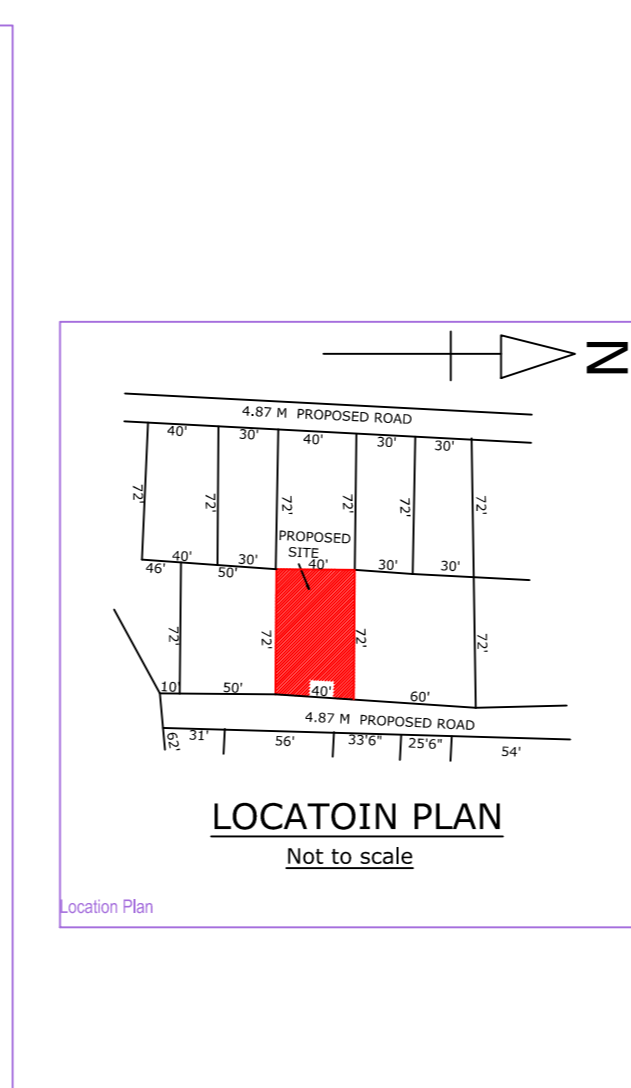 N
4.87 M PROPOSED ROAD
40' 30' 40' 30' 30'
72' 72' 72' 72' 72' 72'
PROPOSED
SITE
40' 30' 40' 30' 30'
46' 50'
72' 72' 72' 72'
10' 50' 40' 60'
4.87 M PROPOSED ROAD
62' 31' 56' 33'6" 25'6" 54'
LOCATOIN PLAN
Not to scale
Location Plan